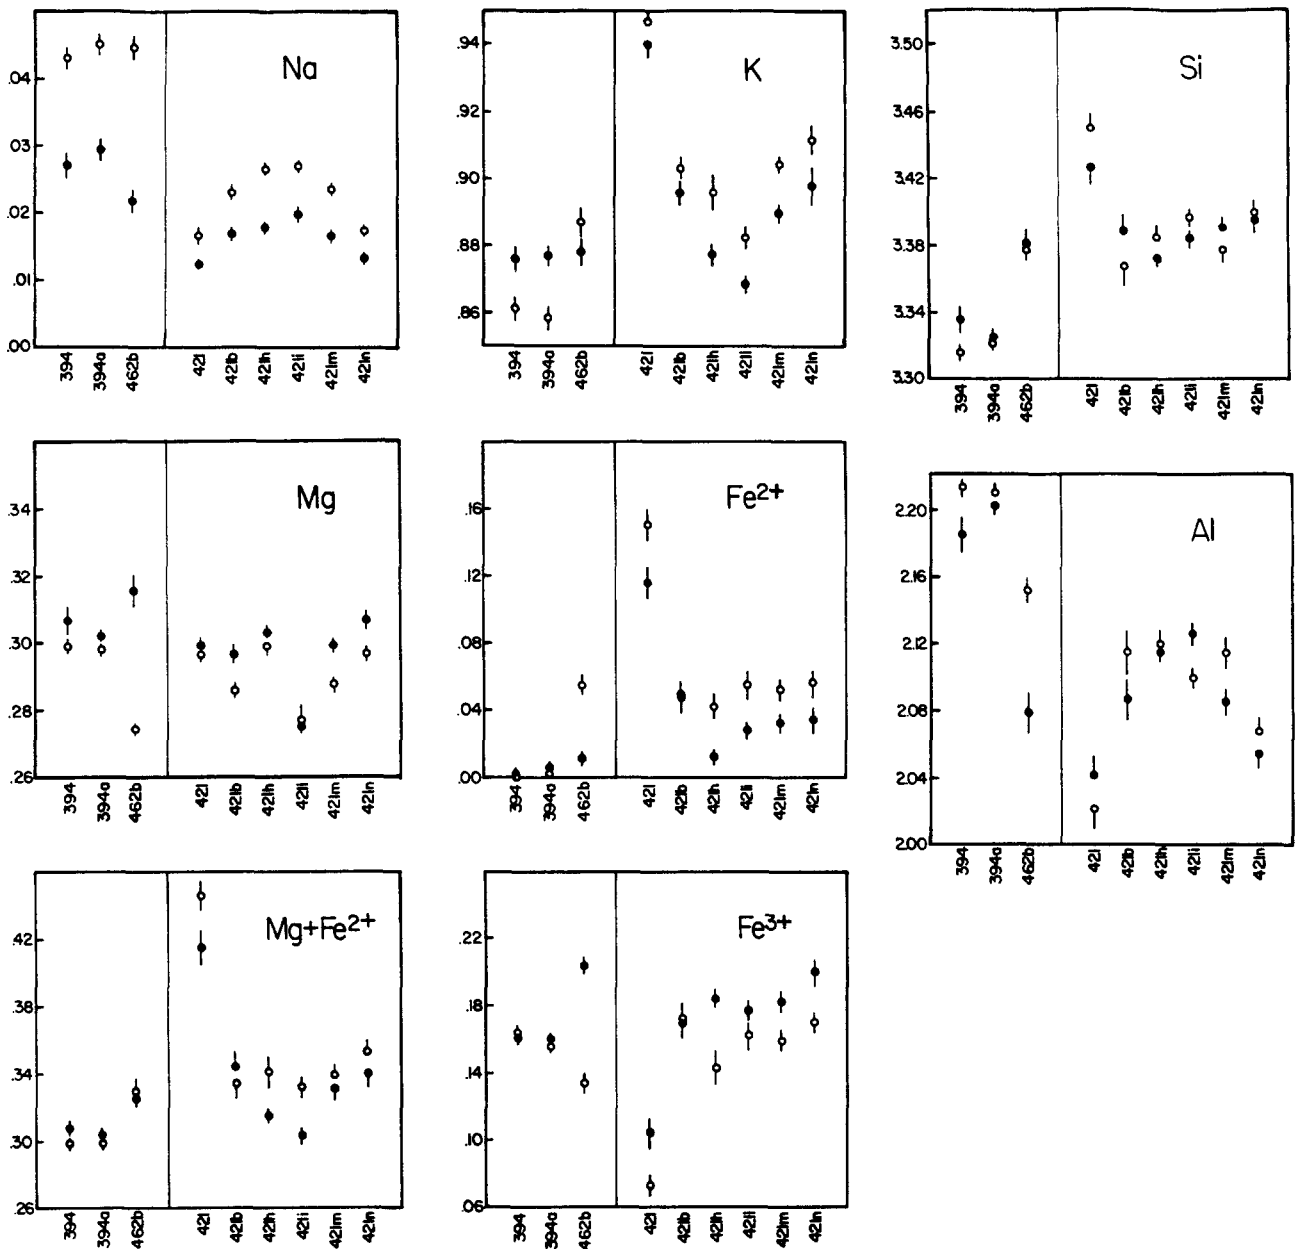 Na
.04
.03
.02
.01
.00
394
394a
462b
421
421b
421h
421i
421m
421n
K
.94
.92
.90
.88
.86
394
394a
462b
421
421b
421h
421i
421m
421n
Si
3.50
3.46
3.42
3.38
3.34
3.30
394
394a
462b
421
421b
421h
421i
421m
421n
Mg
.34
.32
.30
.28
.26
394
394a
462b
421
421b
421h
421i
421m
421n
Fe2+
.16
.12
.08
.04
.00
394
394a
462b
421
421b
421h
421i
421m
421n
Al
2.20
2.16
2.12
2.08
2.04
2.00
394
394a
462b
421
421b
421h
421i
421m
421n
Mg+Fe2+
.42
.38
.34
.30
.26
394
394a
462b
421
421b
421h
421i
421m
421n
Fe3+
.22
.18
.14
.10
.06
394
394a
462b
421
421b
421h
421i
421m
421n